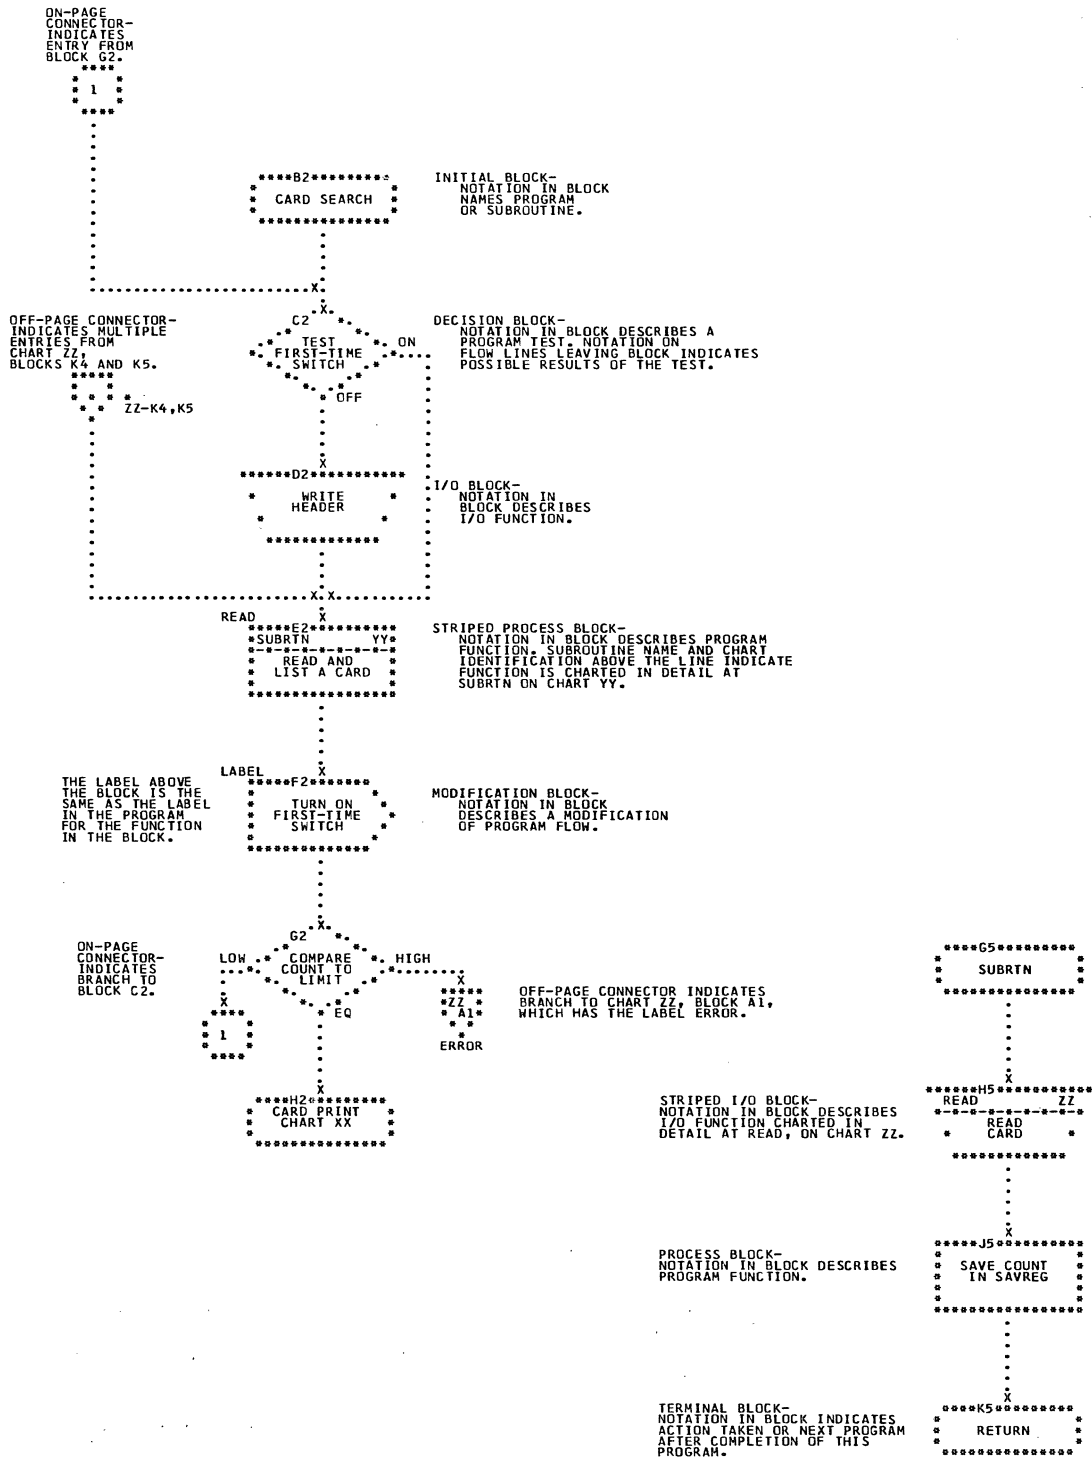 ON-PAGE
CONNECTOR-
INDICATES
ENTRY FROM
BLOCK G2.
1
B2
CARD SEARCH
INITIAL BLOCK-
NOTATION IN BLOCK
NAMES PROGRAM
OR SUBROUTINE.
OFF-PAGE CONNECTOR-
INDICATES MULTIPLE
ENTRIES FROM
CHART ZZ,
BLOCKS K4 AND K5.
ZZ-K4,K5
C2
TEST
FIRST-TIME
SWITCH
ON
OFF
DECISION BLOCK-
NOTATION IN BLOCK DESCRIBES A
PROGRAM TEST. NOTATION ON
FLOW LINES LEAVING BLOCK INDICATES
POSSIBLE RESULTS OF THE TEST.
D2
WRITE
HEADER
I/O BLOCK-
NOTATION IN
BLOCK DESCRIBES
I/O FUNCTION.
READ
E2
SUBRTN YY
READ AND
LIST A CARD
STRIPED PROCESS BLOCK-
NOTATION IN BLOCK DESCRIBES PROGRAM
FUNCTION. SUBROUTINE NAME AND CHART
IDENTIFICATION ABOVE THE LINE INDICATE
FUNCTION IS CHARTED IN DETAIL AT
SUBRTN ON CHART YY.
THE LABEL ABOVE
THE BLOCK IS THE
SAME AS THE LABEL
IN THE PROGRAM
FOR THE FUNCTION
IN THE BLOCK.
LABEL
F2
TURN ON
FIRST-TIME
SWITCH
MODIFICATION BLOCK-
NOTATION IN BLOCK
DESCRIBES A MODIFICATION
OF PROGRAM FLOW.
ON-PAGE
CONNECTOR-
INDICATES
BRANCH TO
BLOCK C2.
G2
LOW
COMPARE
COUNT TO
LIMIT
HIGH
EQ
1
ZZ
A1
ERROR
OFF-PAGE CONNECTOR INDICATES
BRANCH TO CHART ZZ, BLOCK A1,
WHICH HAS THE LABEL ERROR.
H2
CARD PRINT
CHART XX
G5
SUBRTN
STRIPED I/O BLOCK-
NOTATION IN BLOCK DESCRIBES
I/O FUNCTION CHARTED IN
DETAIL AT READ, ON CHART ZZ.
H5
READ ZZ
READ
CARD
PROCESS BLOCK-
NOTATION IN BLOCK DESCRIBES
PROGRAM FUNCTION.
J5
SAVE COUNT
IN SAVREG
TERMINAL BLOCK-
NOTATION IN BLOCK INDICATES
ACTION TAKEN OR NEXT PROGRAM
AFTER COMPLETION OF THIS
PROGRAM.
K5
RETURN